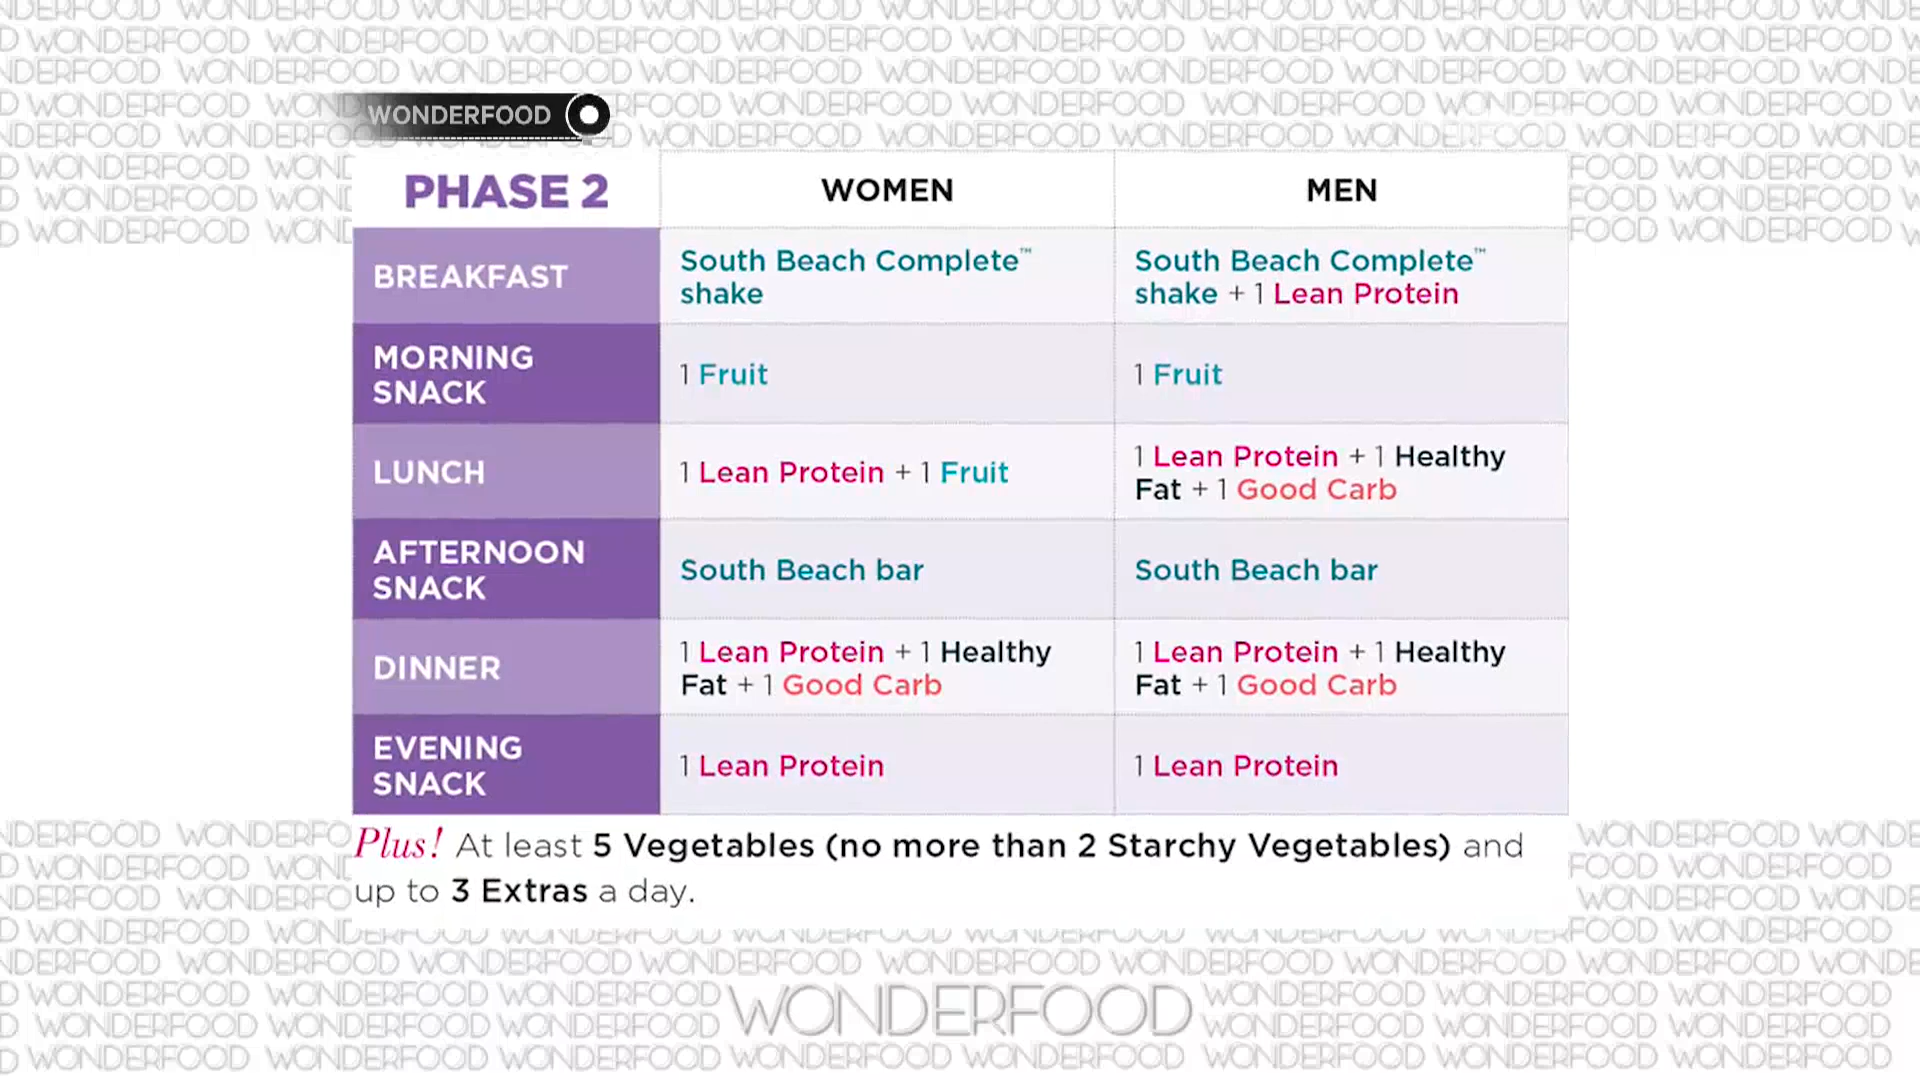 WONDERFOOD
PHASE 2 WOMEN MEN
BREAKFAST
South Beach Complete™
shake
South Beach Complete™
shake + 1 Lean Protein
MORNING
SNACK
1 Fruit
1 Fruit
LUNCH
1 Lean Protein + 1 Fruit
1 Lean Protein + 1 Healthy
Fat + 1 Good Carb
AFTERNOON
SNACK
South Beach bar
South Beach bar
DINNER
1 Lean Protein + 1 Healthy
Fat + 1 Good Carb
1 Lean Protein + 1 Healthy
Fat + 1 Good Carb
EVENING
SNACK
1 Lean Protein
1 Lean Protein
Plus! At least 5 Vegetables (no more than 2 Starchy Vegetables) and
up to 3 Extras a day.
WONDERFOOD